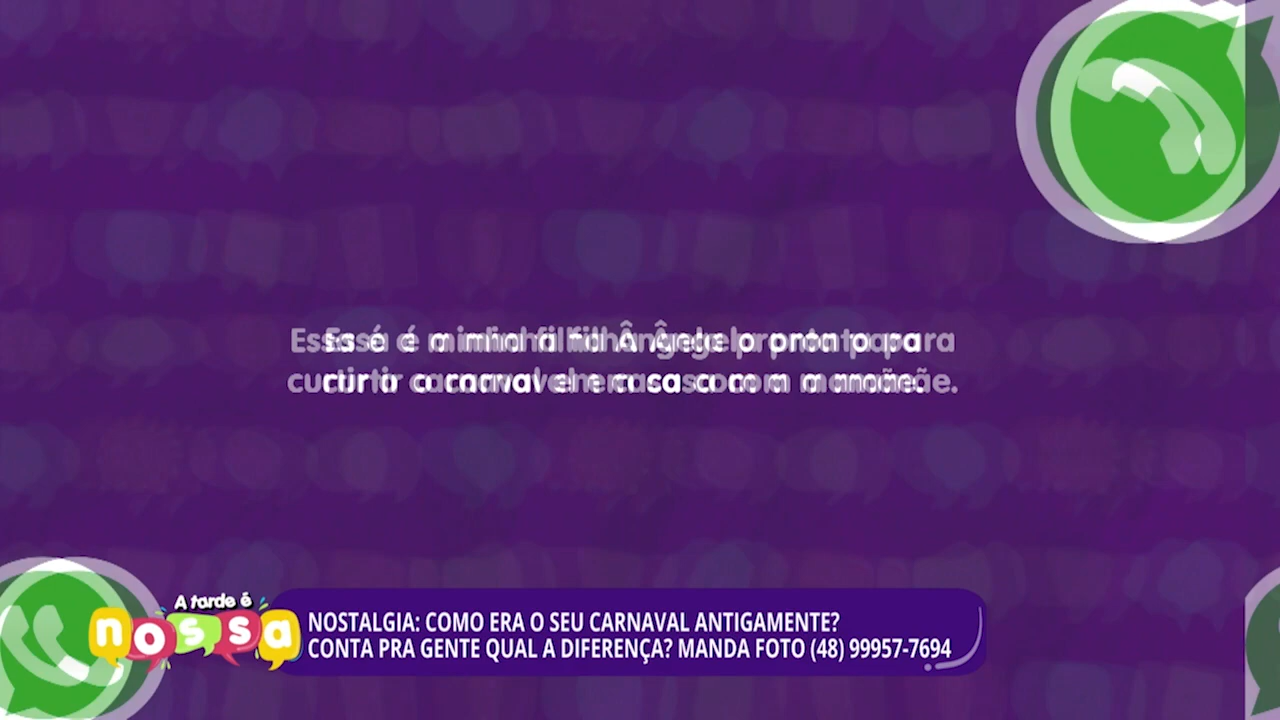 Essa é a minha filha Ângela pronta para
curtir o carnaval em casa com a mamãe.
A tarde é
nossa
NOSTALGIA: COMO ERA O SEU CARNAVAL ANTIGAMENTE?
CONTA PRA GENTE QUAL A DIFERENÇA? MANDA FOTO (48) 99957-7694